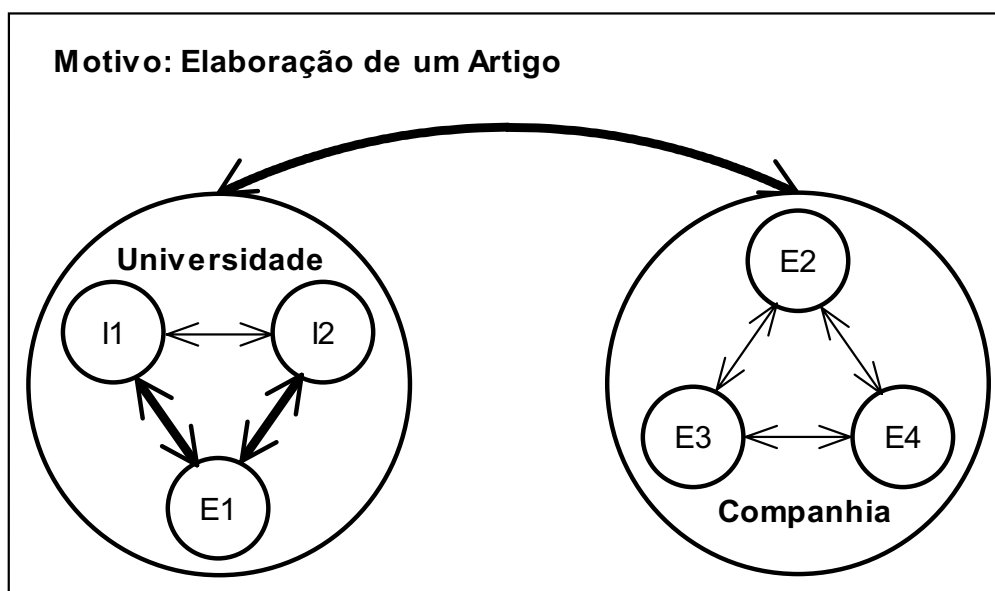 Motivo: Elaboração de um Artigo
Universidade
I1
I2
E1
E2
E3
E4
Companhia